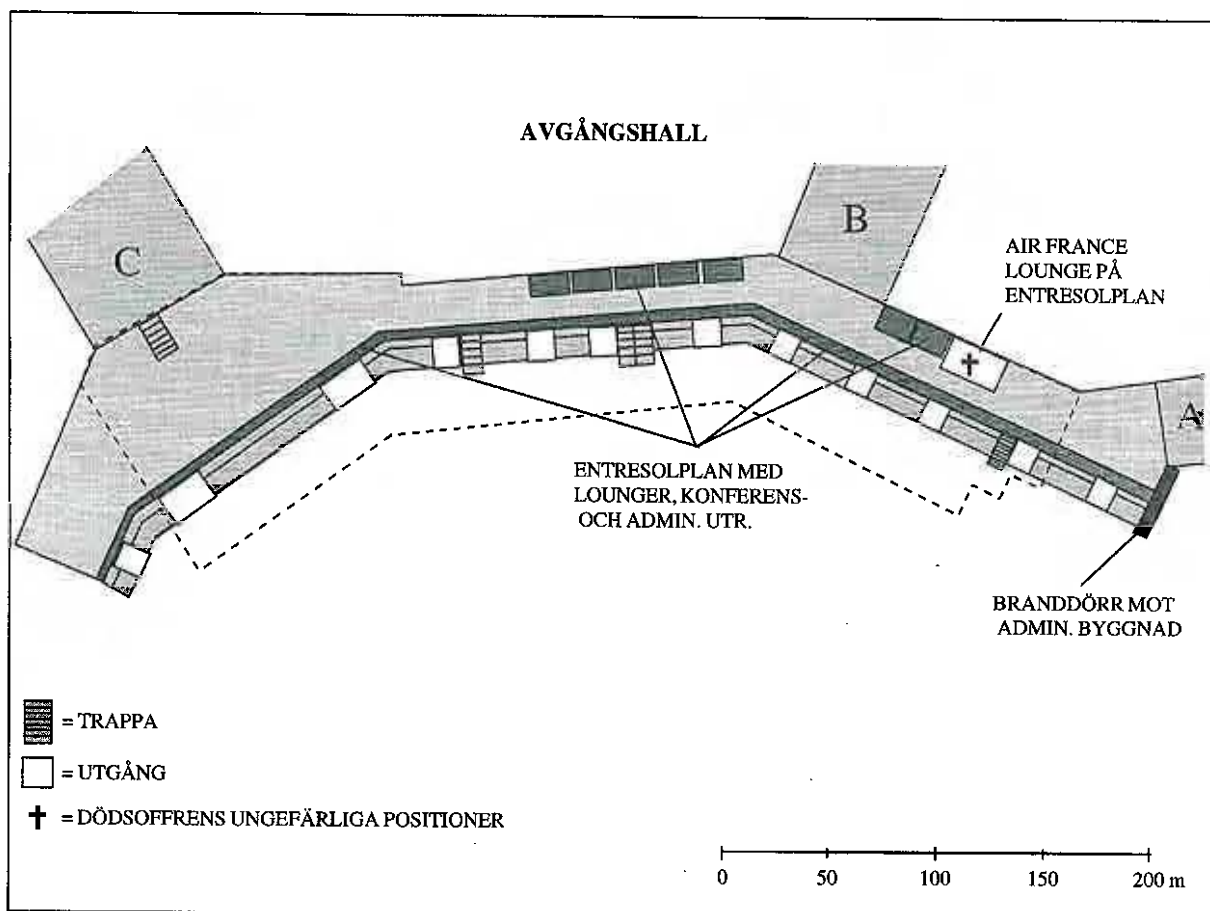 AVGÅNGSHALL
C
B
AIR FRANCE
LOUNGE PÅ
ENTRESOLPLAN
A
ENTRESOLPLAN MED
LOUNGER, KONFERENS-
OCH ADMIN. UTR.
BRANDDÖRR MOT
ADMIN. BYGGNAD
= TRAPPA
= UTGÅNG
= DÖDSOFFRENS UNGEFÄRLIGA POSITIONER
0 50 100 150 200 m